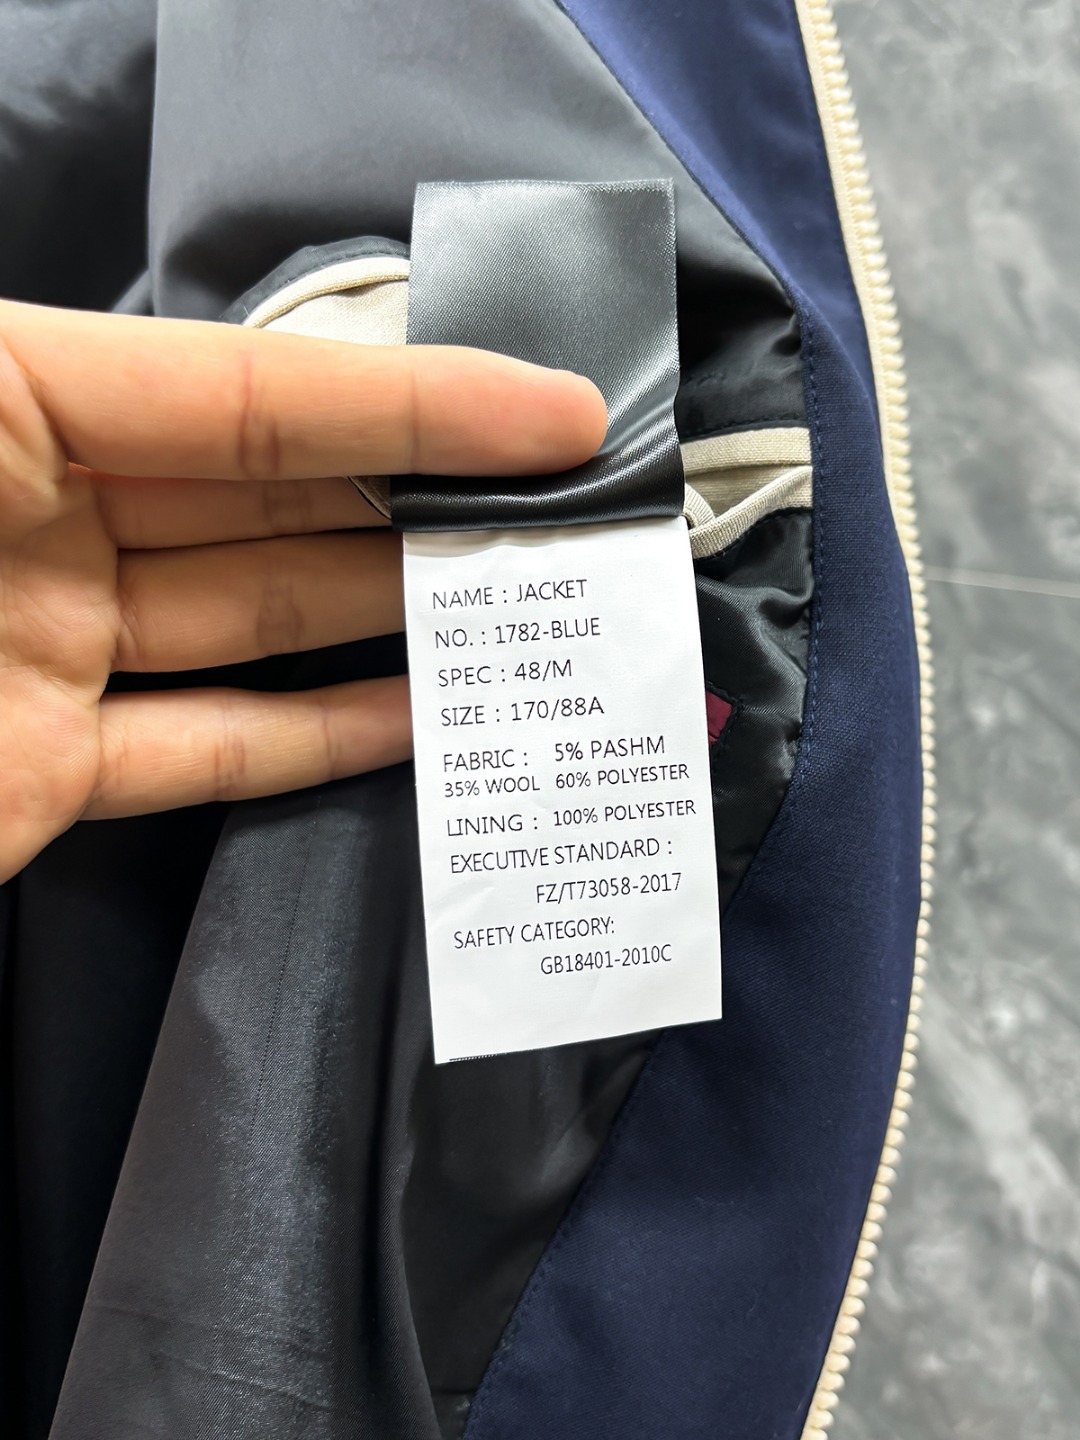 NAME : JACKET
NO. : 1782-BLUE
SPEC : 48/M
SIZE : 170/88A
FABRIC : 5% PASHM
35% WOOL 60% POLYESTER
LINING : 100% POLYESTER
EXECUTIVE STANDARD :
FZ/T73058-2017
SAFETY CATEGORY:
GB18401-2010C